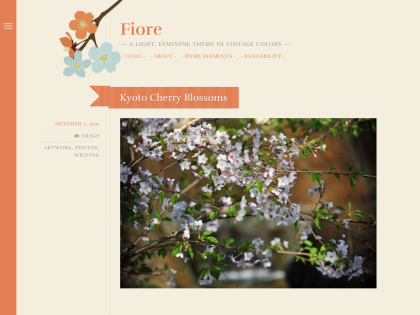 Fiore
— A LIGHT, FEMININE THEME IN VINTAGE COLORS —
HOME - - ABOUT - - HTML ELEMENTS - - READABILITY -
Kyoto Cherry Blossoms
OCTOBER 7, 2011
IMAGE
ARTWORK, PHOTOS,
WRITING